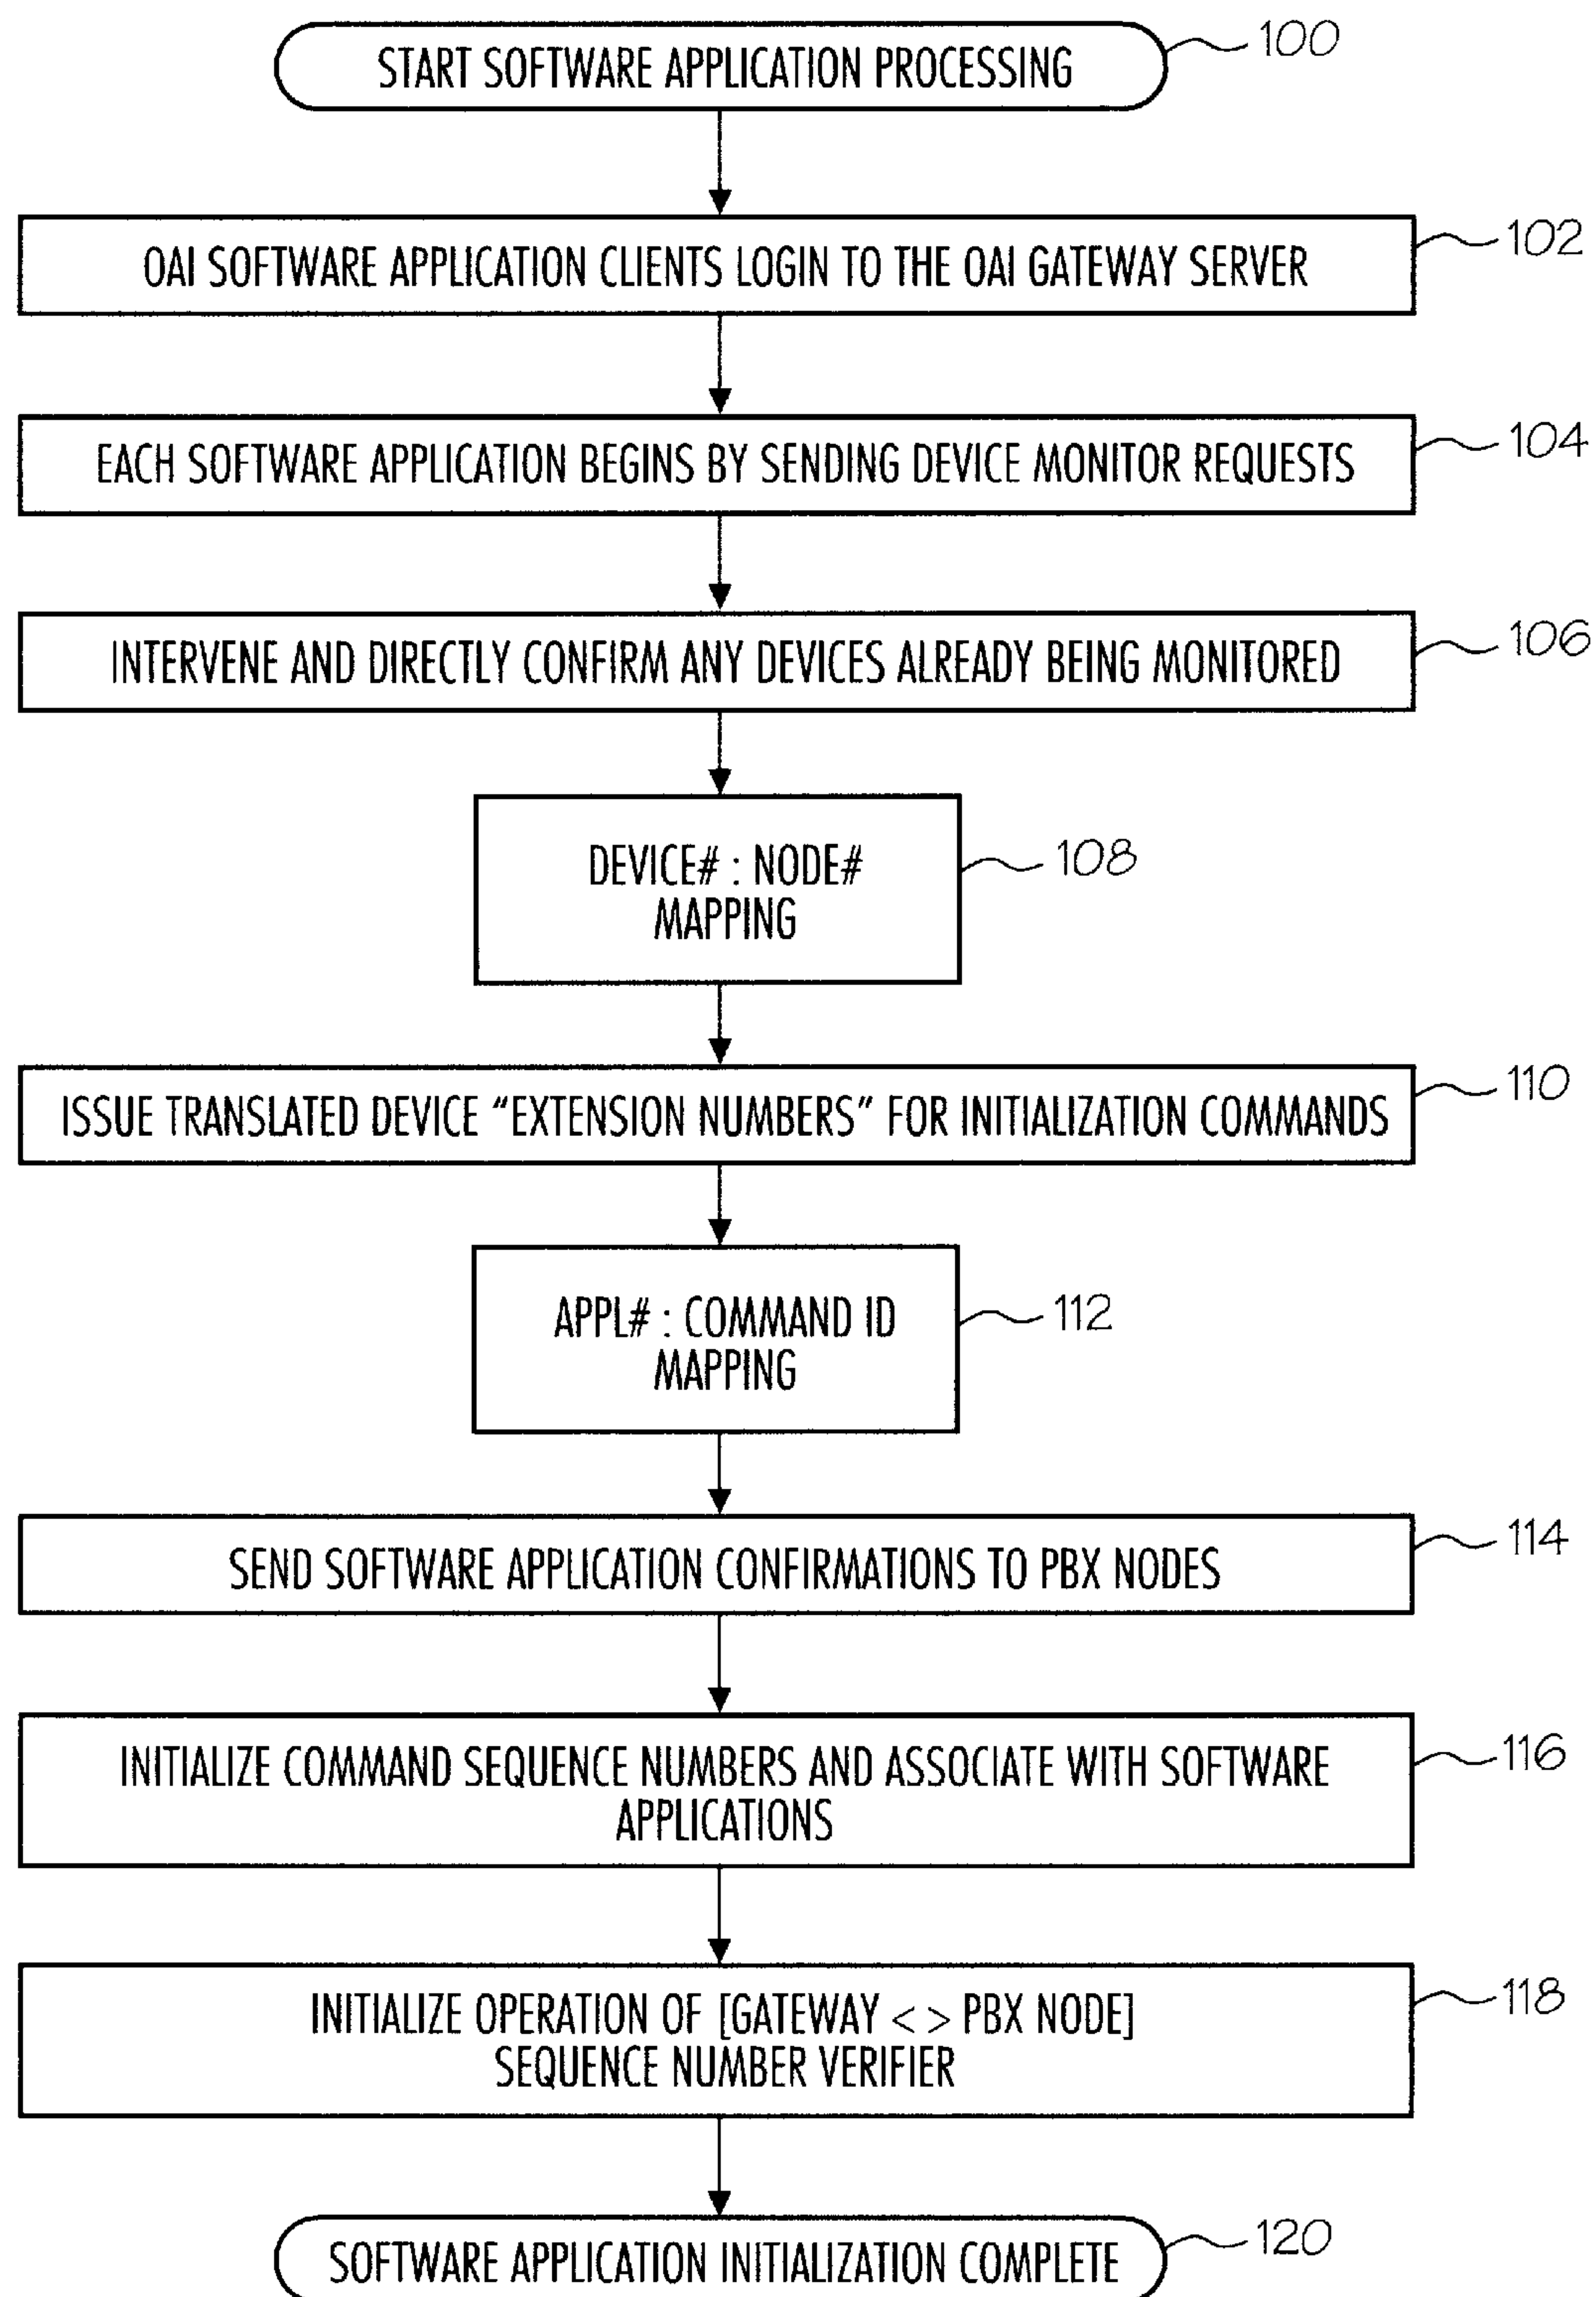 START SOFTWARE APPLICATION PROCESSING
100
OAI SOFTWARE APPLICATION CLIENTS LOGIN TO THE OAI GATEWAY SERVER
102
EACH SOFTWARE APPLICATION BEGINS BY SENDING DEVICE MONITOR REQUESTS
104
INTERVENE AND DIRECTLY CONFIRM ANY DEVICES ALREADY BEING MONITORED
106
DEVICE# : NODE#
MAPPING
108
ISSUE TRANSLATED DEVICE “EXTENSION NUMBERS” FOR INITIALIZATION COMMANDS
110
APPL# : COMMAND ID
MAPPING
112
SEND SOFTWARE APPLICATION CONFIRMATIONS TO PBX NODES
114
INITIALIZE COMMAND SEQUENCE NUMBERS AND ASSOCIATE WITH SOFTWARE
APPLICATIONS
116
INITIALIZE OPERATION OF [GATEWAY < > PBX NODE]
SEQUENCE NUMBER VERIFIER
118
SOFTWARE APPLICATION INITIALIZATION COMPLETE
120